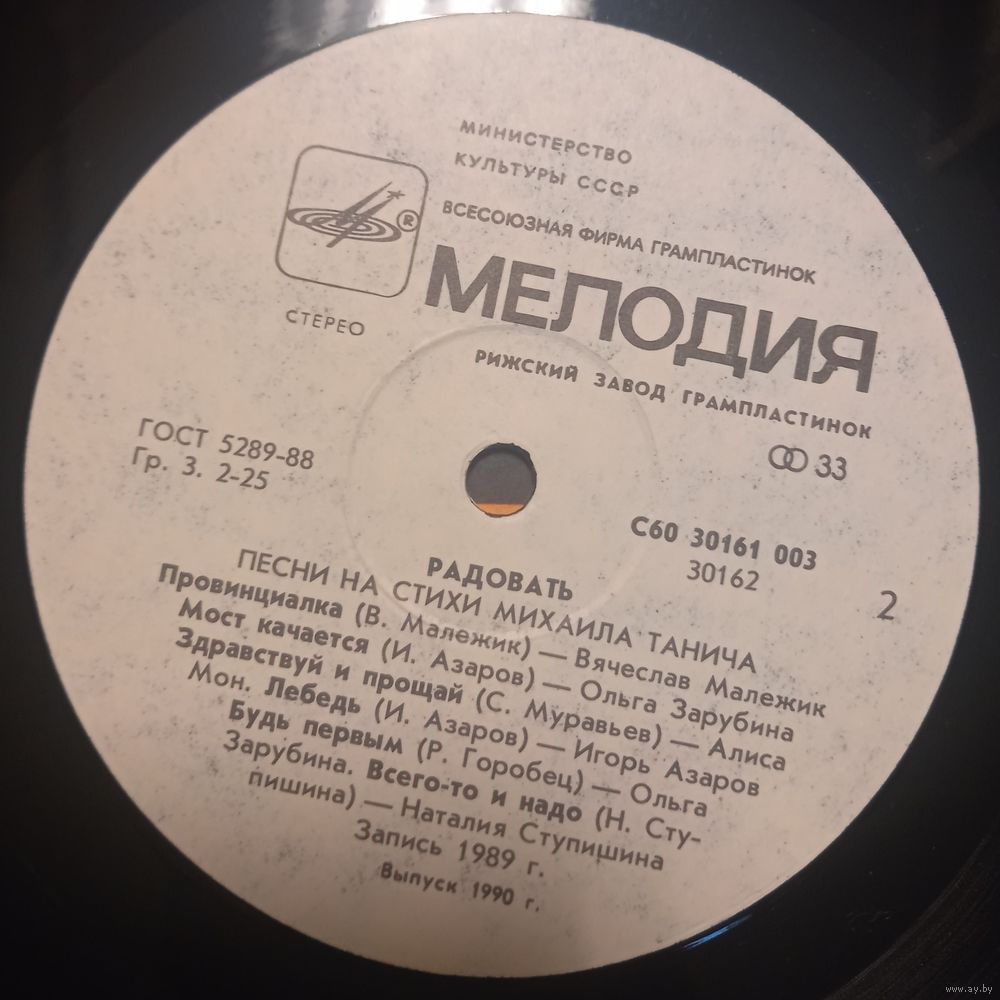 МИНИСТЕРСТВО
КУЛЬТУРЫ СССР
ВСЕСОЮЗНАЯ ФИРМА ГРАМПЛАСТИНОК
®
МЕЛОДИЯ
СТЕРЕО
РИЖСКИЙ ЗАВОД ГРАМПЛАСТИНОК
33
ГОСТ 5289-88
Гр. 3. 2-25
С60 30161 003
30162
2
РАДОВАТЬ
ПЕСНИ НА СТИХИ МИХАИЛА ТАНИЧА
Провинциалка (В. Малежик) — Вячеслав Малежик
Мост качается (И. Азаров) — Ольга Зарубина
Здравствуй и прощай (С. Муравьев) — Алиса
Мон. Лебедь (И. Азаров) — Игорь Азаров
Будь первым (Р. Горобец) — Ольга
Зарубина. Всего-то и надо (Н. Сту-
пишина) — Наталия Ступишина
Запись 1989 г.
Выпуск 1990 г.
www.ay.by